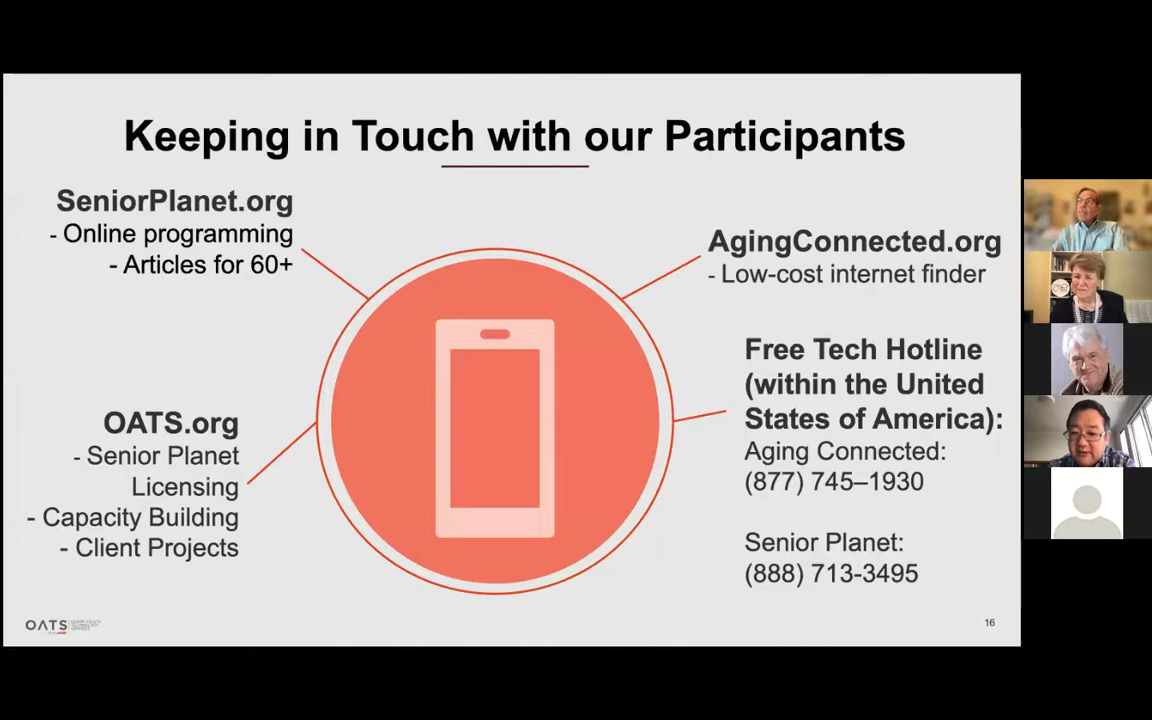 Keeping in Touch with our Participants
SeniorPlanet.org
- Online programming
- Articles for 60+
AgingConnected.org
- Low-cost internet finder
Free Tech Hotline
(within the United
States of America):
Aging Connected:
(877) 745–1930
Senior Planet:
(888) 713-3495
OATS.org
- Senior Planet
Licensing
- Capacity Building
- Client Projects
OATS
16